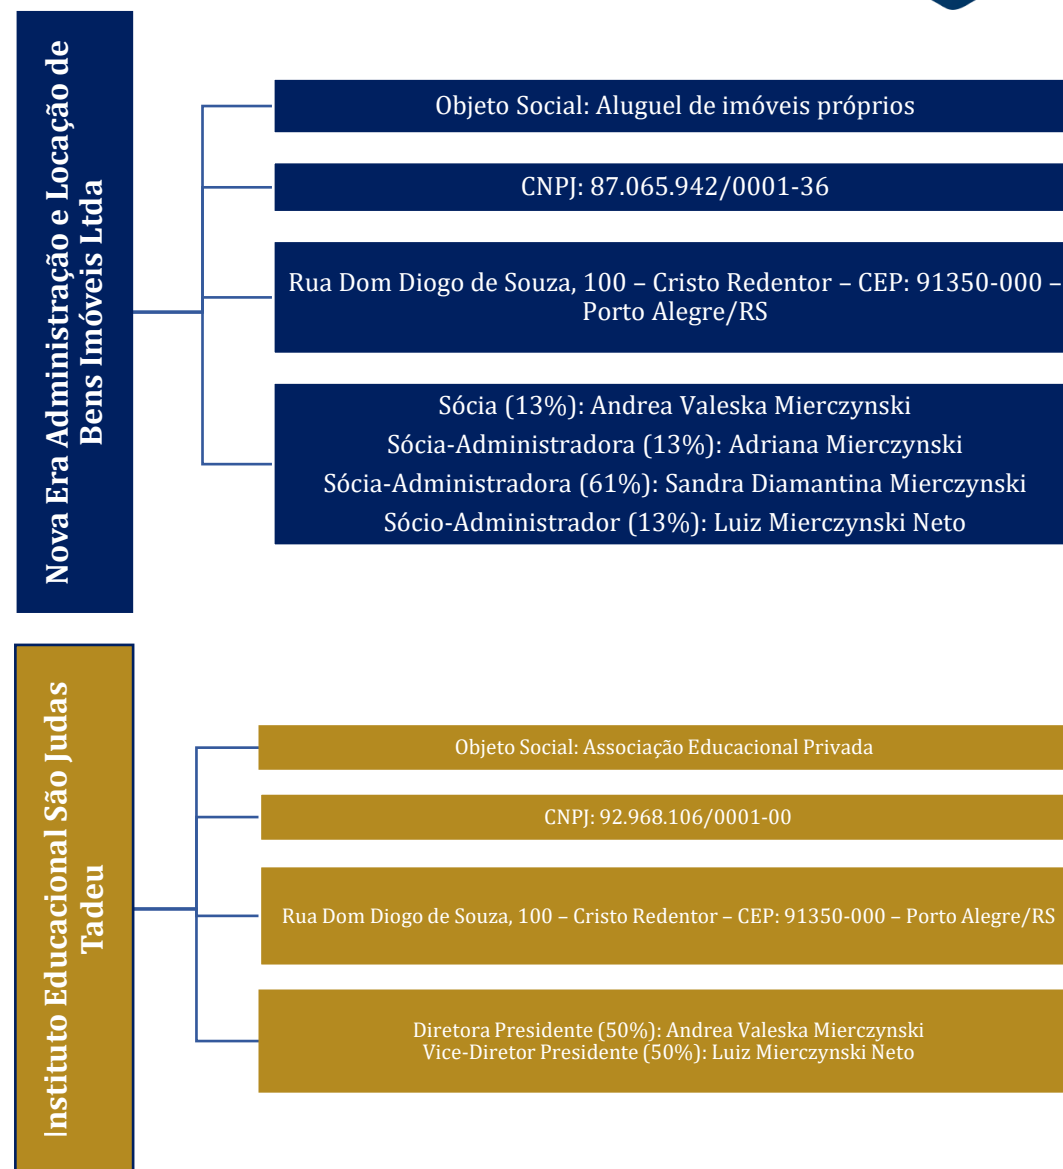 Nova Era Administração e Locação de
Bens Imóveis Ltda
Objeto Social: Aluguel de imóveis próprios
CNPJ: 87.065.942/0001-36
Rua Dom Diogo de Souza, 100 – Cristo Redentor – CEP: 91350-000 –
Porto Alegre/RS
Sócia (13%): Andrea Valeska Mierczynski
Sócia-Administradora (13%): Adriana Mierczynski
Sócia-Administradora (61%): Sandra Diamantina Mierczynski
Sócio-Administrador (13%): Luiz Mierczynski Neto
Instituto Educacional São Judas
Tadeu
Objeto Social: Associação Educacional Privada
CNPJ: 92.968.106/0001-00
Rua Dom Diogo de Souza, 100 – Cristo Redentor – CEP: 91350-000 – Porto Alegre/RS
Diretora Presidente (50%): Andrea Valeska Mierczynski
Vice-Diretor Presidente (50%): Luiz Mierczynski Neto